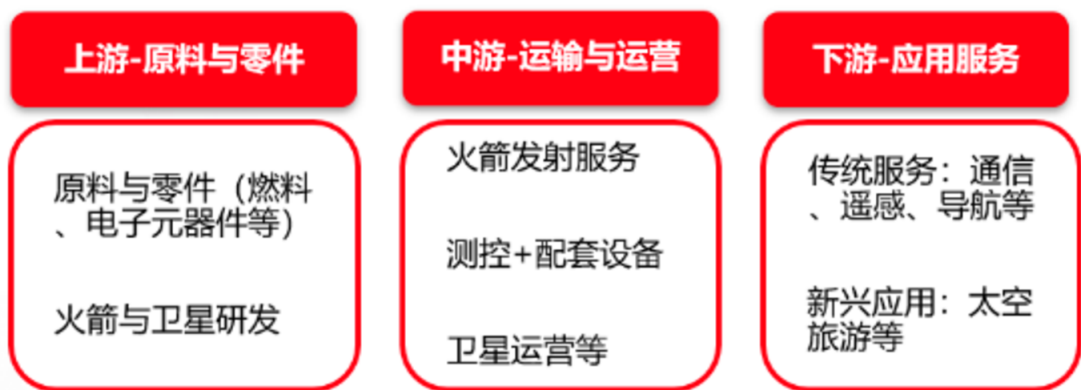 上游-原料与零件
原料与零件（燃料
、电子元器件等）
火箭与卫星研发
中游-运输与运营
火箭发射服务
测控+配套设备
卫星运营等
下游-应用服务
传统服务：通信
、遥感、导航等
新兴应用：太空
旅游等